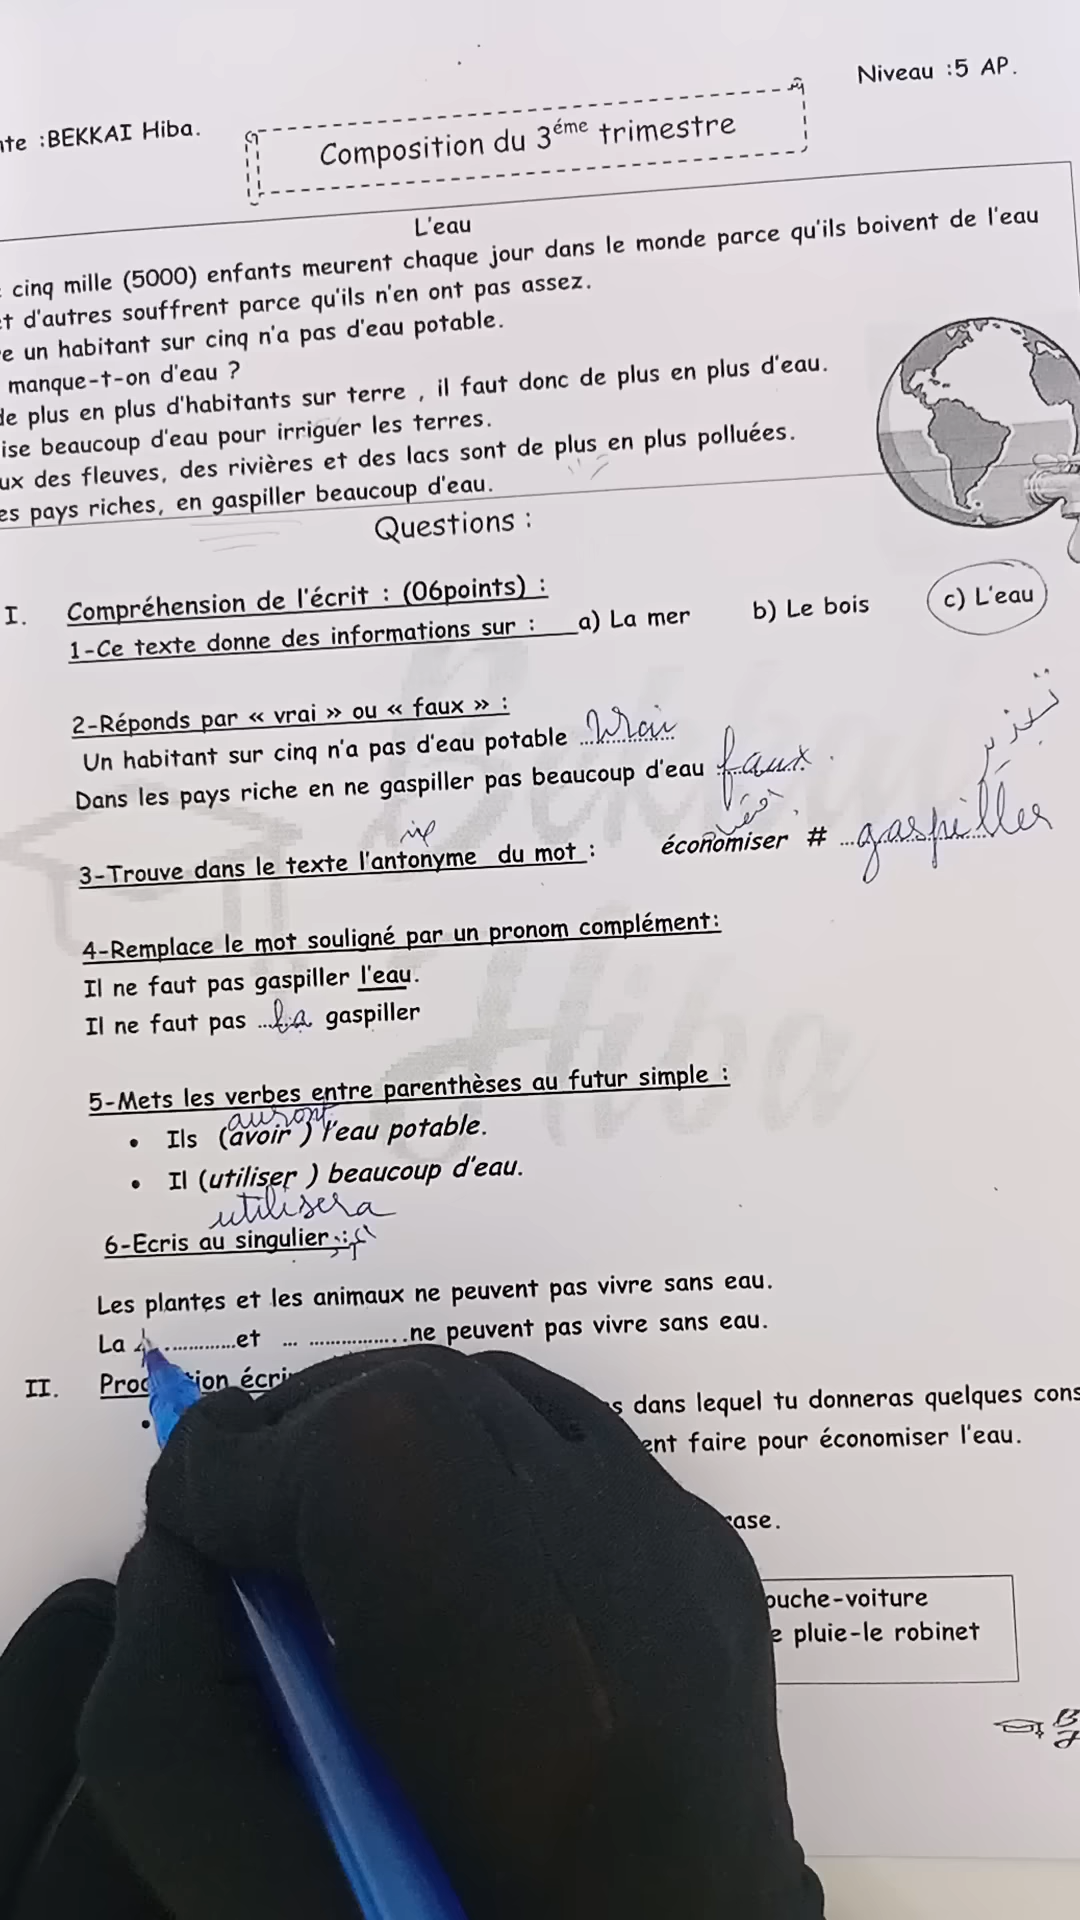 Niveau :5 AP.
nte :BEKKAI Hiba.
Composition du 3éme trimestre
L'eau
cinq mille (5000) enfants meurent chaque jour dans le monde parce qu'ils boivent de l'eau
et d'autres souffrent parce qu'ils n'en ont pas assez.
e un habitant sur cinq n'a pas d'eau potable.
manque-t-on d'eau ?
de plus en plus d'habitants sur terre , il faut donc de plus en plus d'eau.
ise beaucoup d'eau pour irriguer les terres.
ux des fleuves, des rivières et des lacs sont de plus en plus polluées.
es pays riches, en gaspiller beaucoup d'eau.
Questions :
I. Compréhension de l'écrit : (06points) :
1-Ce texte donne des informations sur : a) La mer b) Le bois c) L'eau
2-Réponds par « vrai » ou « faux » :
Un habitant sur cinq n'a pas d'eau potable ...Vrai
Dans les pays riche en ne gaspiller pas beaucoup d'eau faux.
تبذير
3-Trouve dans le texte l'antonyme du mot : économiser # ...gaspiller
4-Remplace le mot souligné par un pronom complément:
Il ne faut pas gaspiller l'eau.
Il ne faut pas ...la gaspiller
5-Mets les verbes entre parenthèses au futur simple :
auront
• Ils (avoir ) l'eau potable.
• Il (utiliser ) beaucoup d'eau.
utilisera
6-Ecris au singulier :
Les plantes et les animaux ne peuvent pas vivre sans eau.
La ............et ... ................ne peuvent pas vivre sans eau.
II. Proc ion écri
s dans lequel tu donneras quelques cons
ent faire pour économiser l'eau.
ase.
ouche-voiture
e pluie-le robinet
Bekkai
Hiba